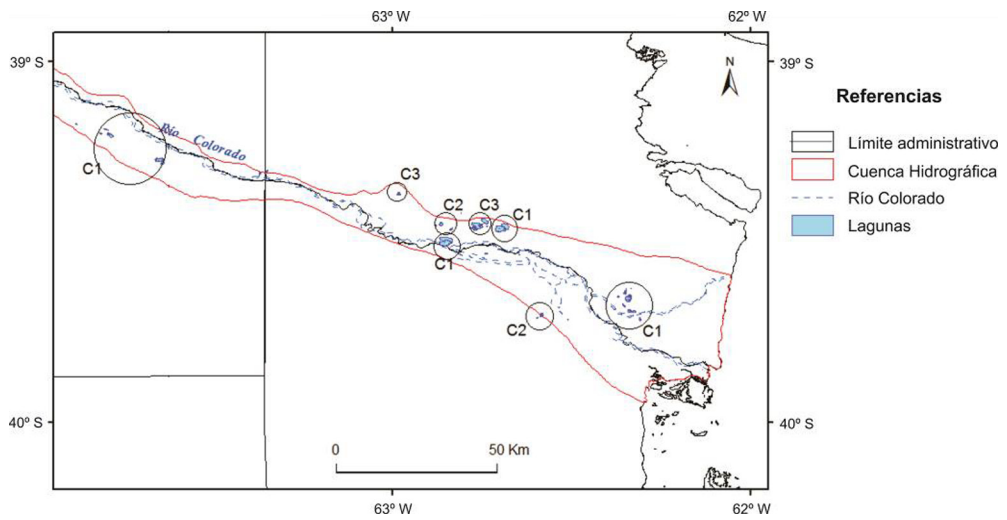 63º W
62º W
39º S
39º S
N
Río Colorado
C1
C3
C2
C3
C1
C1
C2
C1
40º S
40º S
0
50 Km
63º W
62º W
Referencias
Límite administrativo
Cuenca Hidrográfica
Río Colorado
Lagunas